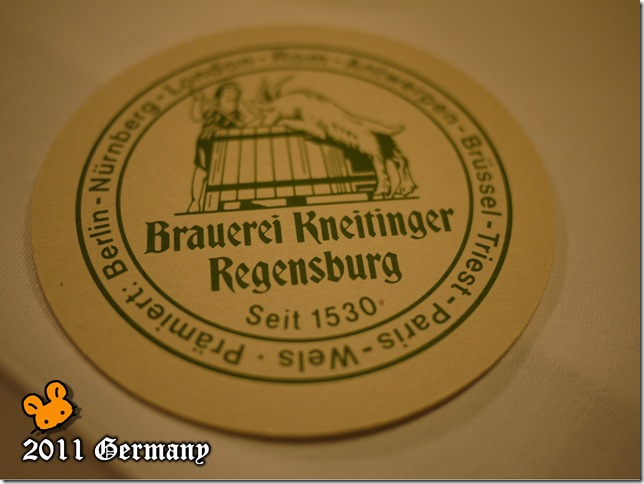 Prämiert: Berlin-Nürnberg-London-Rom-Antwerpen-Brüssel-Triest-Paris-Wels ·
Brauerei Kneitinger
Regensburg
Seit 1530
2011 Germany